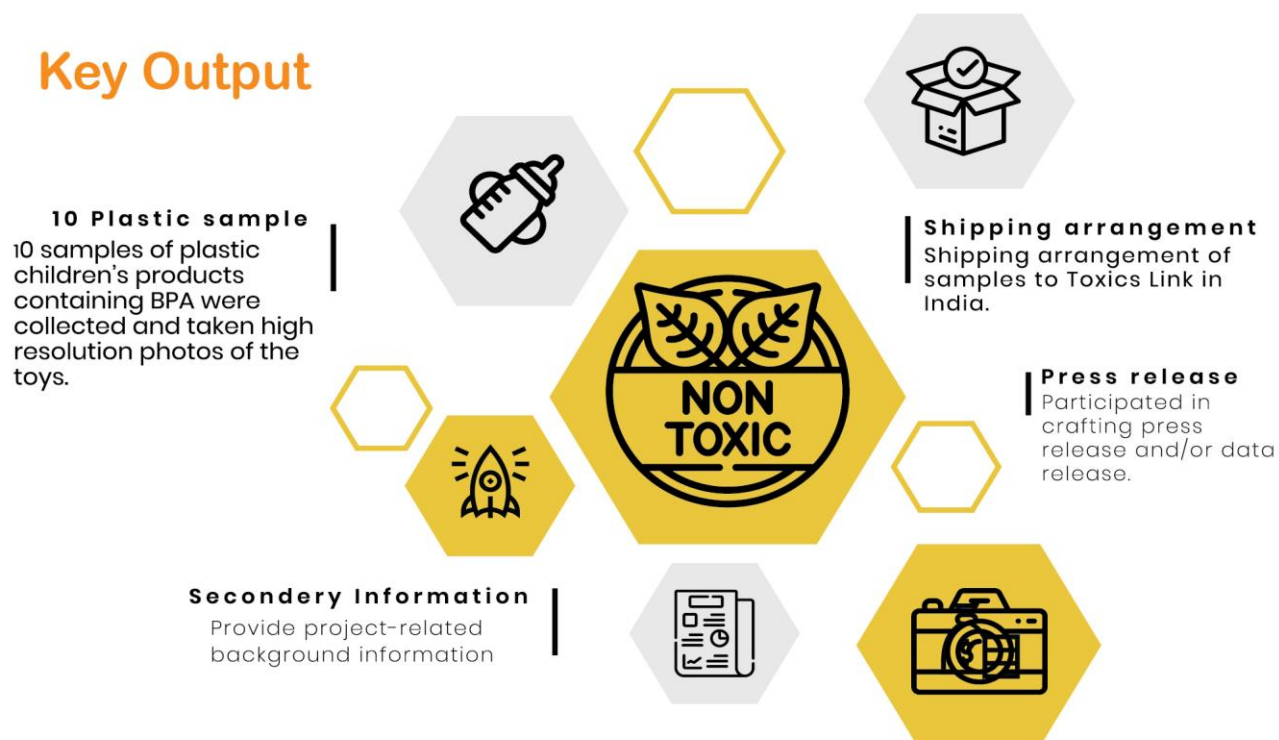 Key Output
10 Plastic sample
10 samples of plastic
children's products
containing BPA were
collected and taken high
resolution photos of the
toys.
Shipping arrangement
Shipping arrangement of
samples to Toxics Link in
India.
NON
TOXIC
Press release
Participated in
crafting press
release and/or data
release.
Secondery Information
Provide project-related
background information